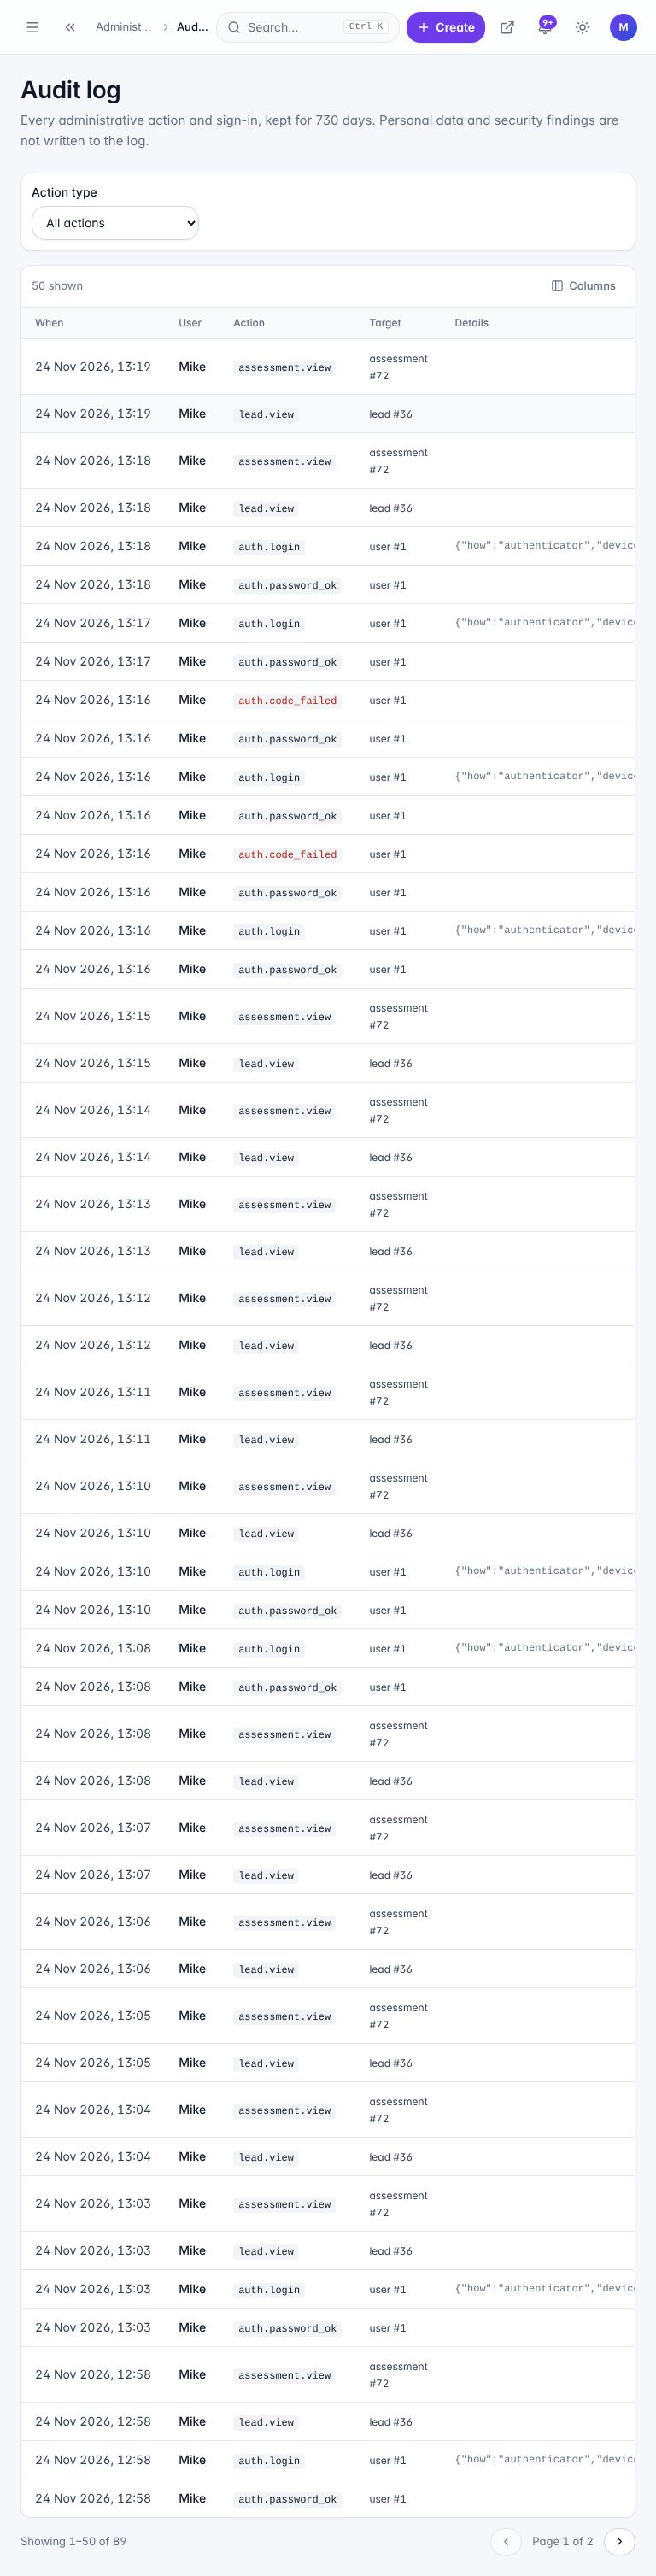 Administ... > Aud... Search... Ctrl K + Create 9+ M
Audit log
Every administrative action and sign-in, kept for 730 days. Personal data and security findings are
not written to the log.
Action type
All actions
50 shown Columns
When User Action Target Details
24 Nov 2026, 13:19 Mike assessment.view assessment
#72
24 Nov 2026, 13:19 Mike lead.view lead #36
24 Nov 2026, 13:18 Mike assessment.view assessment
#72
24 Nov 2026, 13:18 Mike lead.view lead #36
24 Nov 2026, 13:18 Mike auth.login user #1 {"how":"authenticator","device
24 Nov 2026, 13:18 Mike auth.password_ok user #1
24 Nov 2026, 13:17 Mike auth.login user #1 {"how":"authenticator","device
24 Nov 2026, 13:17 Mike auth.password_ok user #1
24 Nov 2026, 13:16 Mike auth.code_failed user #1
24 Nov 2026, 13:16 Mike auth.password_ok user #1
24 Nov 2026, 13:16 Mike auth.login user #1 {"how":"authenticator","device
24 Nov 2026, 13:16 Mike auth.password_ok user #1
24 Nov 2026, 13:16 Mike auth.code_failed user #1
24 Nov 2026, 13:16 Mike auth.password_ok user #1
24 Nov 2026, 13:16 Mike auth.login user #1 {"how":"authenticator","device
24 Nov 2026, 13:16 Mike auth.password_ok user #1
24 Nov 2026, 13:15 Mike assessment.view assessment
#72
24 Nov 2026, 13:15 Mike lead.view lead #36
24 Nov 2026, 13:14 Mike assessment.view assessment
#72
24 Nov 2026, 13:14 Mike lead.view lead #36
24 Nov 2026, 13:13 Mike assessment.view assessment
#72
24 Nov 2026, 13:13 Mike lead.view lead #36
24 Nov 2026, 13:12 Mike assessment.view assessment
#72
24 Nov 2026, 13:12 Mike lead.view lead #36
24 Nov 2026, 13:11 Mike assessment.view assessment
#72
24 Nov 2026, 13:11 Mike lead.view lead #36
24 Nov 2026, 13:10 Mike assessment.view assessment
#72
24 Nov 2026, 13:10 Mike lead.view lead #36
24 Nov 2026, 13:10 Mike auth.login user #1 {"how":"authenticator","device
24 Nov 2026, 13:10 Mike auth.password_ok user #1
24 Nov 2026, 13:08 Mike auth.login user #1 {"how":"authenticator","device
24 Nov 2026, 13:08 Mike auth.password_ok user #1
24 Nov 2026, 13:08 Mike assessment.view assessment
#72
24 Nov 2026, 13:08 Mike lead.view lead #36
24 Nov 2026, 13:07 Mike assessment.view assessment
#72
24 Nov 2026, 13:07 Mike lead.view lead #36
24 Nov 2026, 13:06 Mike assessment.view assessment
#72
24 Nov 2026, 13:06 Mike lead.view lead #36
24 Nov 2026, 13:05 Mike assessment.view assessment
#72
24 Nov 2026, 13:05 Mike lead.view lead #36
24 Nov 2026, 13:04 Mike assessment.view assessment
#72
24 Nov 2026, 13:04 Mike lead.view lead #36
24 Nov 2026, 13:03 Mike assessment.view assessment
#72
24 Nov 2026, 13:03 Mike lead.view lead #36
24 Nov 2026, 13:03 Mike auth.login user #1 {"how":"authenticator","device
24 Nov 2026, 13:03 Mike auth.password_ok user #1
24 Nov 2026, 12:58 Mike assessment.view assessment
#72
24 Nov 2026, 12:58 Mike lead.view lead #36
24 Nov 2026, 12:58 Mike auth.login user #1 {"how":"authenticator","device
24 Nov 2026, 12:58 Mike auth.password_ok user #1
Showing 1–50 of 89 Page 1 of 2